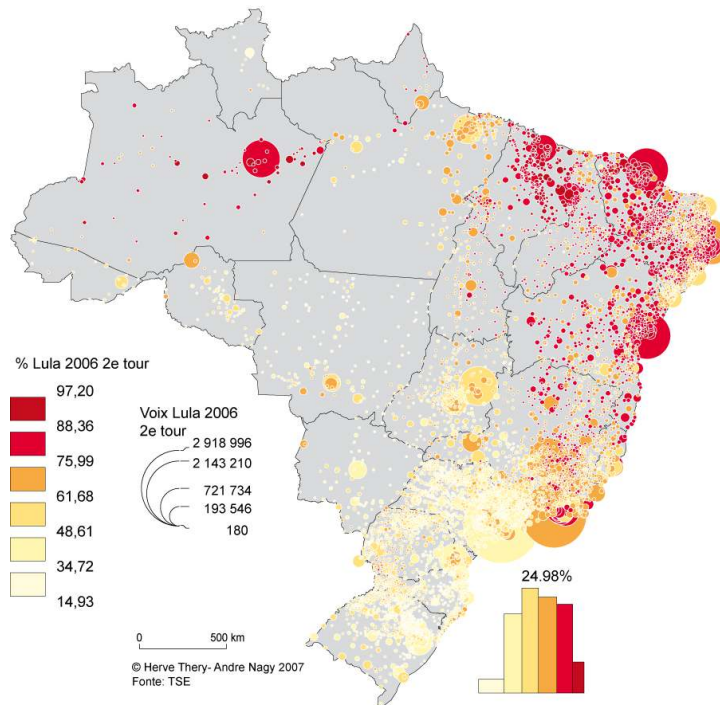 % Lula 2006 2e tour
97,20
88,36
75,99
61,68
48,61
34,72
14,93
Voix Lula 2006
2e tour
2 918 996
2 143 210
721 734
193 546
180
24.98%
0 500 km
© Herve Thery- Andre Nagy 2007
Fonte: TSE